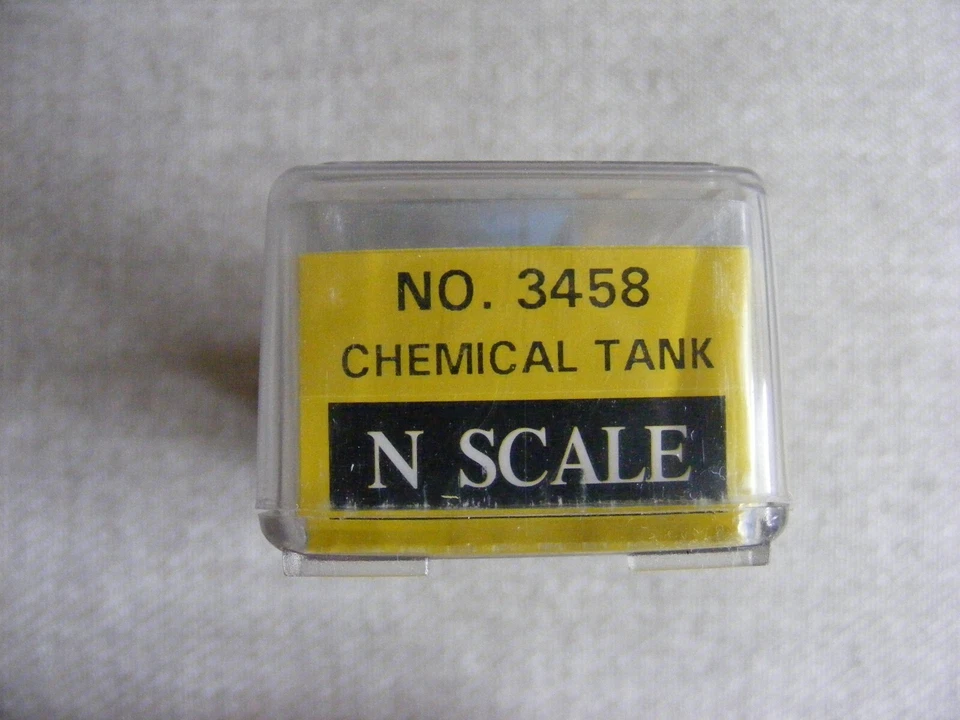 NO. 3458
CHEMICAL TANK
N SCALE